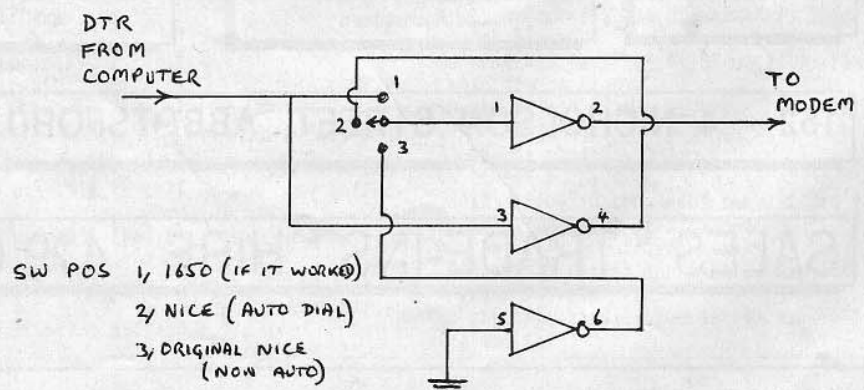 DTR
FROM
COMPUTER
1
2
3
1
2
TO
MODEM
3
4
5
6
SW POS 1, 1650 (IF IT WORKED)
2, NICE (AUTO DIAL)
3, ORIGINAL NICE
(NON AUTO)